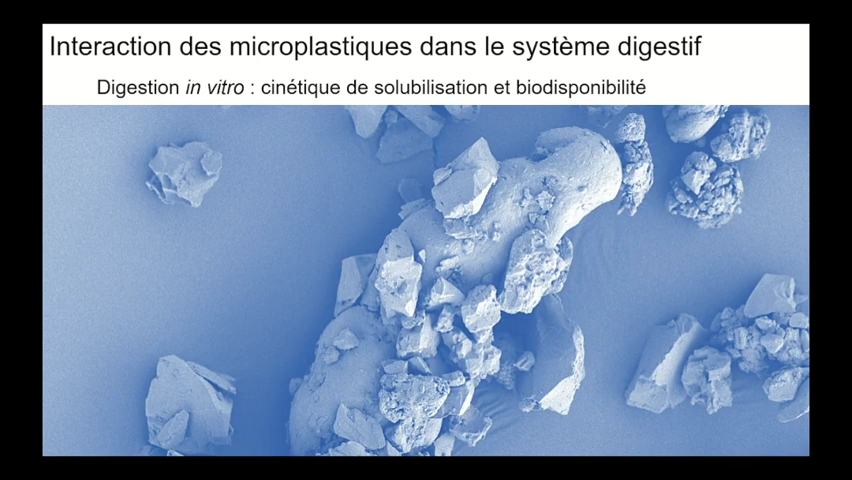 Interaction des microplastiques dans le système digestif
Digestion in vitro : cinétique de solubilisation et biodisponibilité